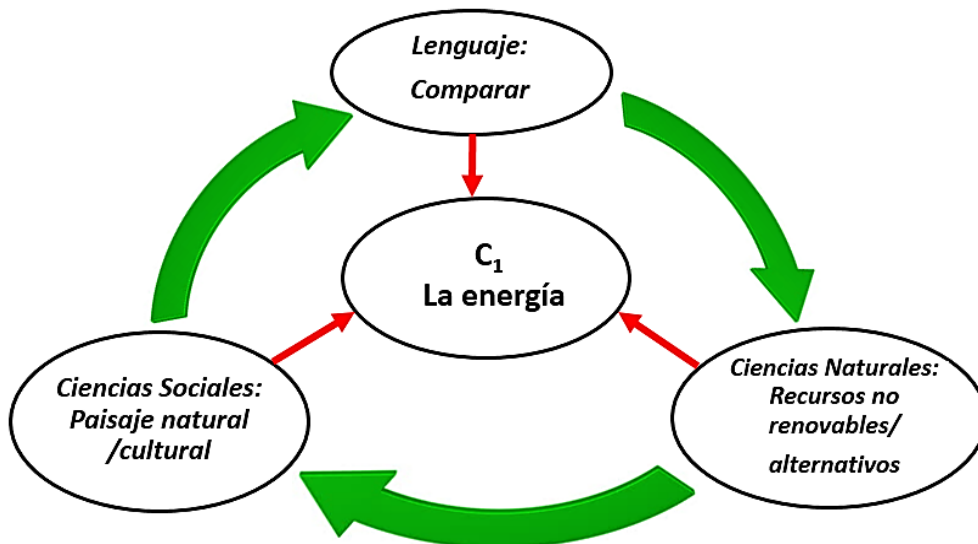 Lenguaje:
Comparar
C₁
La energía
Ciencias Sociales:
Paisaje natural
/cultural
Ciencias Naturales:
Recursos no
renovables/
alternativos